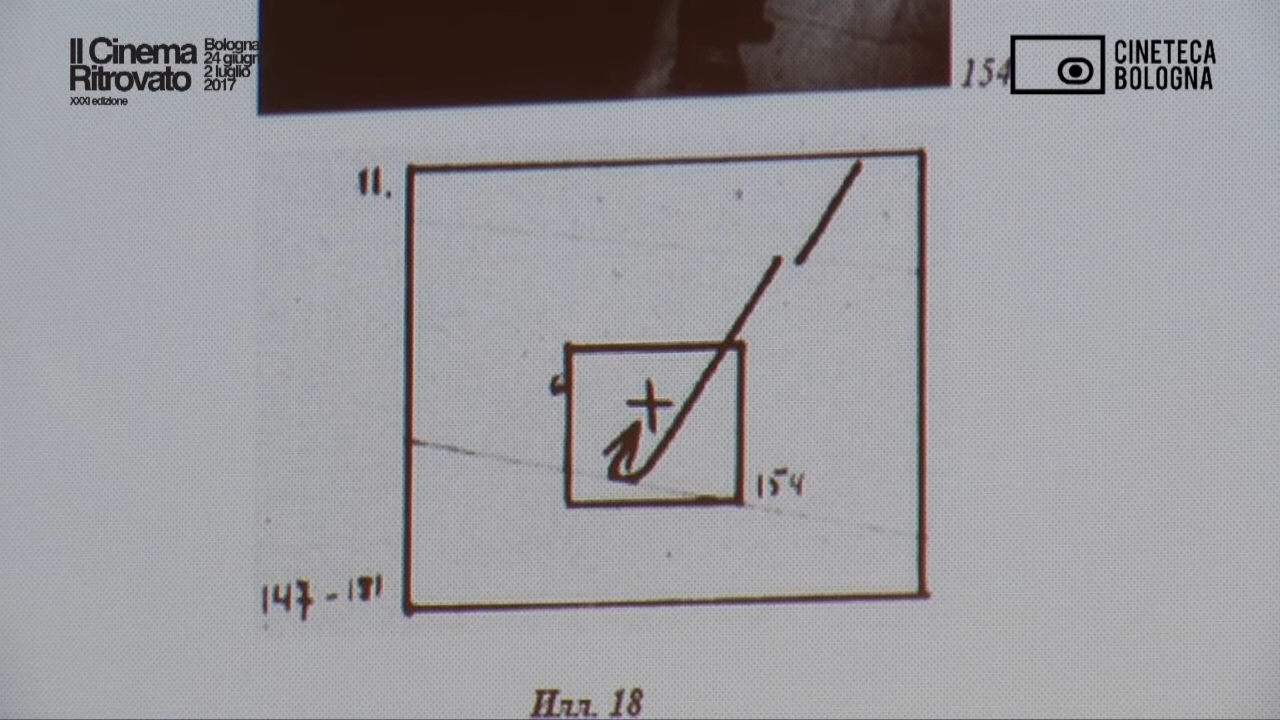 Il Cinema
Ritrovato
XXXI edizione
Bologna
24 giugn
2 luglio
2017
154
CINETECA
BOLOGNA
11.
154
147 - 181
Илл. 18